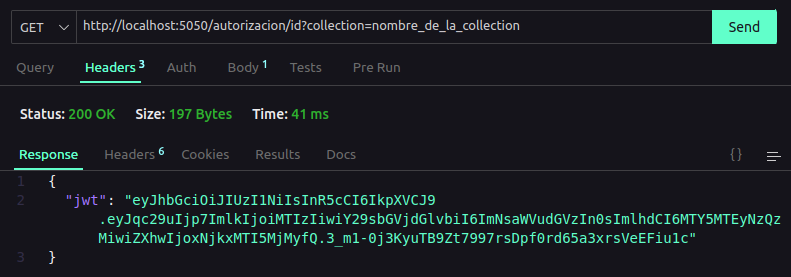 GET http://localhost:5050/autorizacion/id?collection=nombre_de_la_collection Send
Query Headers 3 Auth Body 1 Tests Pre Run
Status: 200 OK Size: 197 Bytes Time: 41 ms
Response Headers 6 Cookies Results Docs {}
1 {
2 "jwt": "eyJhbGciOiJIUzI1NiIsInR5cCI6IkpXVCJ9
.eyJqc29uIjp7ImlkIjoiMTIzIiwiY29sbGVjdGlvbiI6ImNsaWVudGVzIn0sImlhdCI6MTY5MTEyNzQz
MiwiZXhwIjoxNjkxMTI5MjMyfQ.3_m1-0j3KyuTB9Zt7997rsDpf0rd65a3xrsVeEFiu1c"
3 }